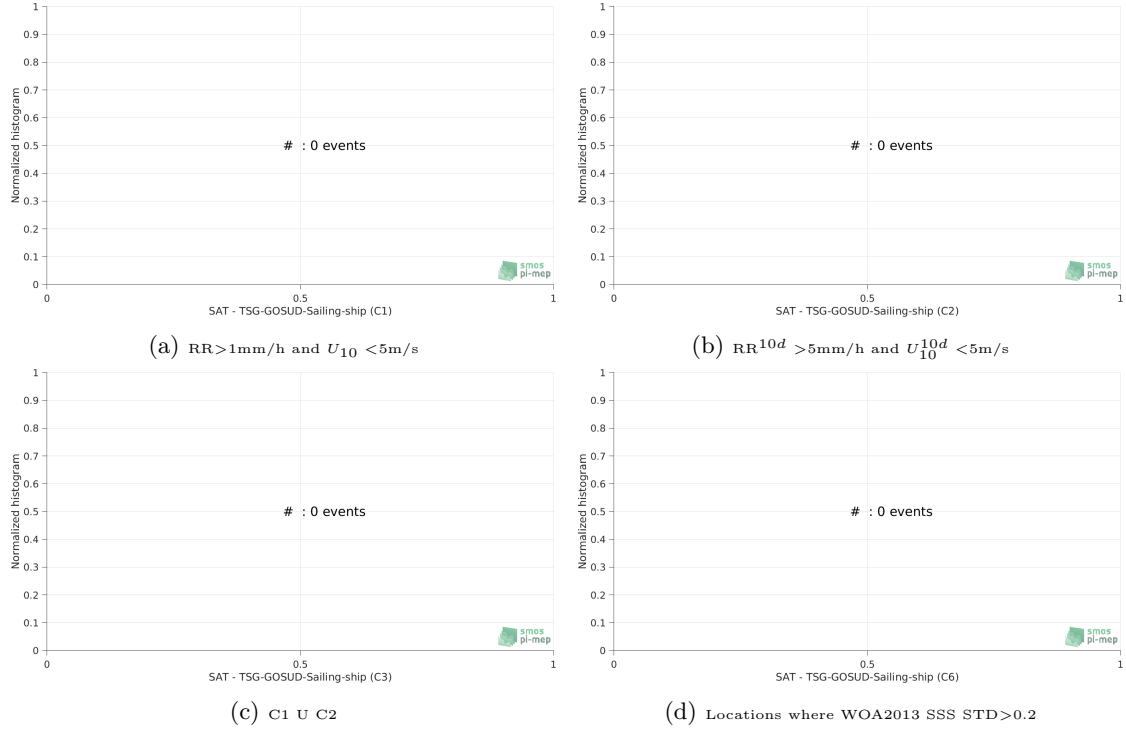 1
0.9
0.8
0.7
0.6
0.5
0.4
0.3
0.2
0.1
0
Normalized histogram
# : 0 events
smos
pi-mep
0 0.5 1
SAT - TSG-GOSUD-Sailing-ship (C1)
(a) RR>1mm/h and U10 <5m/s
1
0.9
0.8
0.7
0.6
0.5
0.4
0.3
0.2
0.1
0
Normalized histogram
# : 0 events
smos
pi-mep
0 0.5 1
SAT - TSG-GOSUD-Sailing-ship (C2)
(b) RR10d >5mm/h and U10d10 <5m/s
1
0.9
0.8
0.7
0.6
0.5
0.4
0.3
0.2
0.1
0
Normalized histogram
# : 0 events
smos
pi-mep
0 0.5 1
SAT - TSG-GOSUD-Sailing-ship (C3)
(c) C1 U C2
1
0.9
0.8
0.7
0.6
0.5
0.4
0.3
0.2
0.1
0
Normalized histogram
# : 0 events
smos
pi-mep
0 0.5 1
SAT - TSG-GOSUD-Sailing-ship (C6)
(d) Locations where WOA2013 SSS STD>0.2